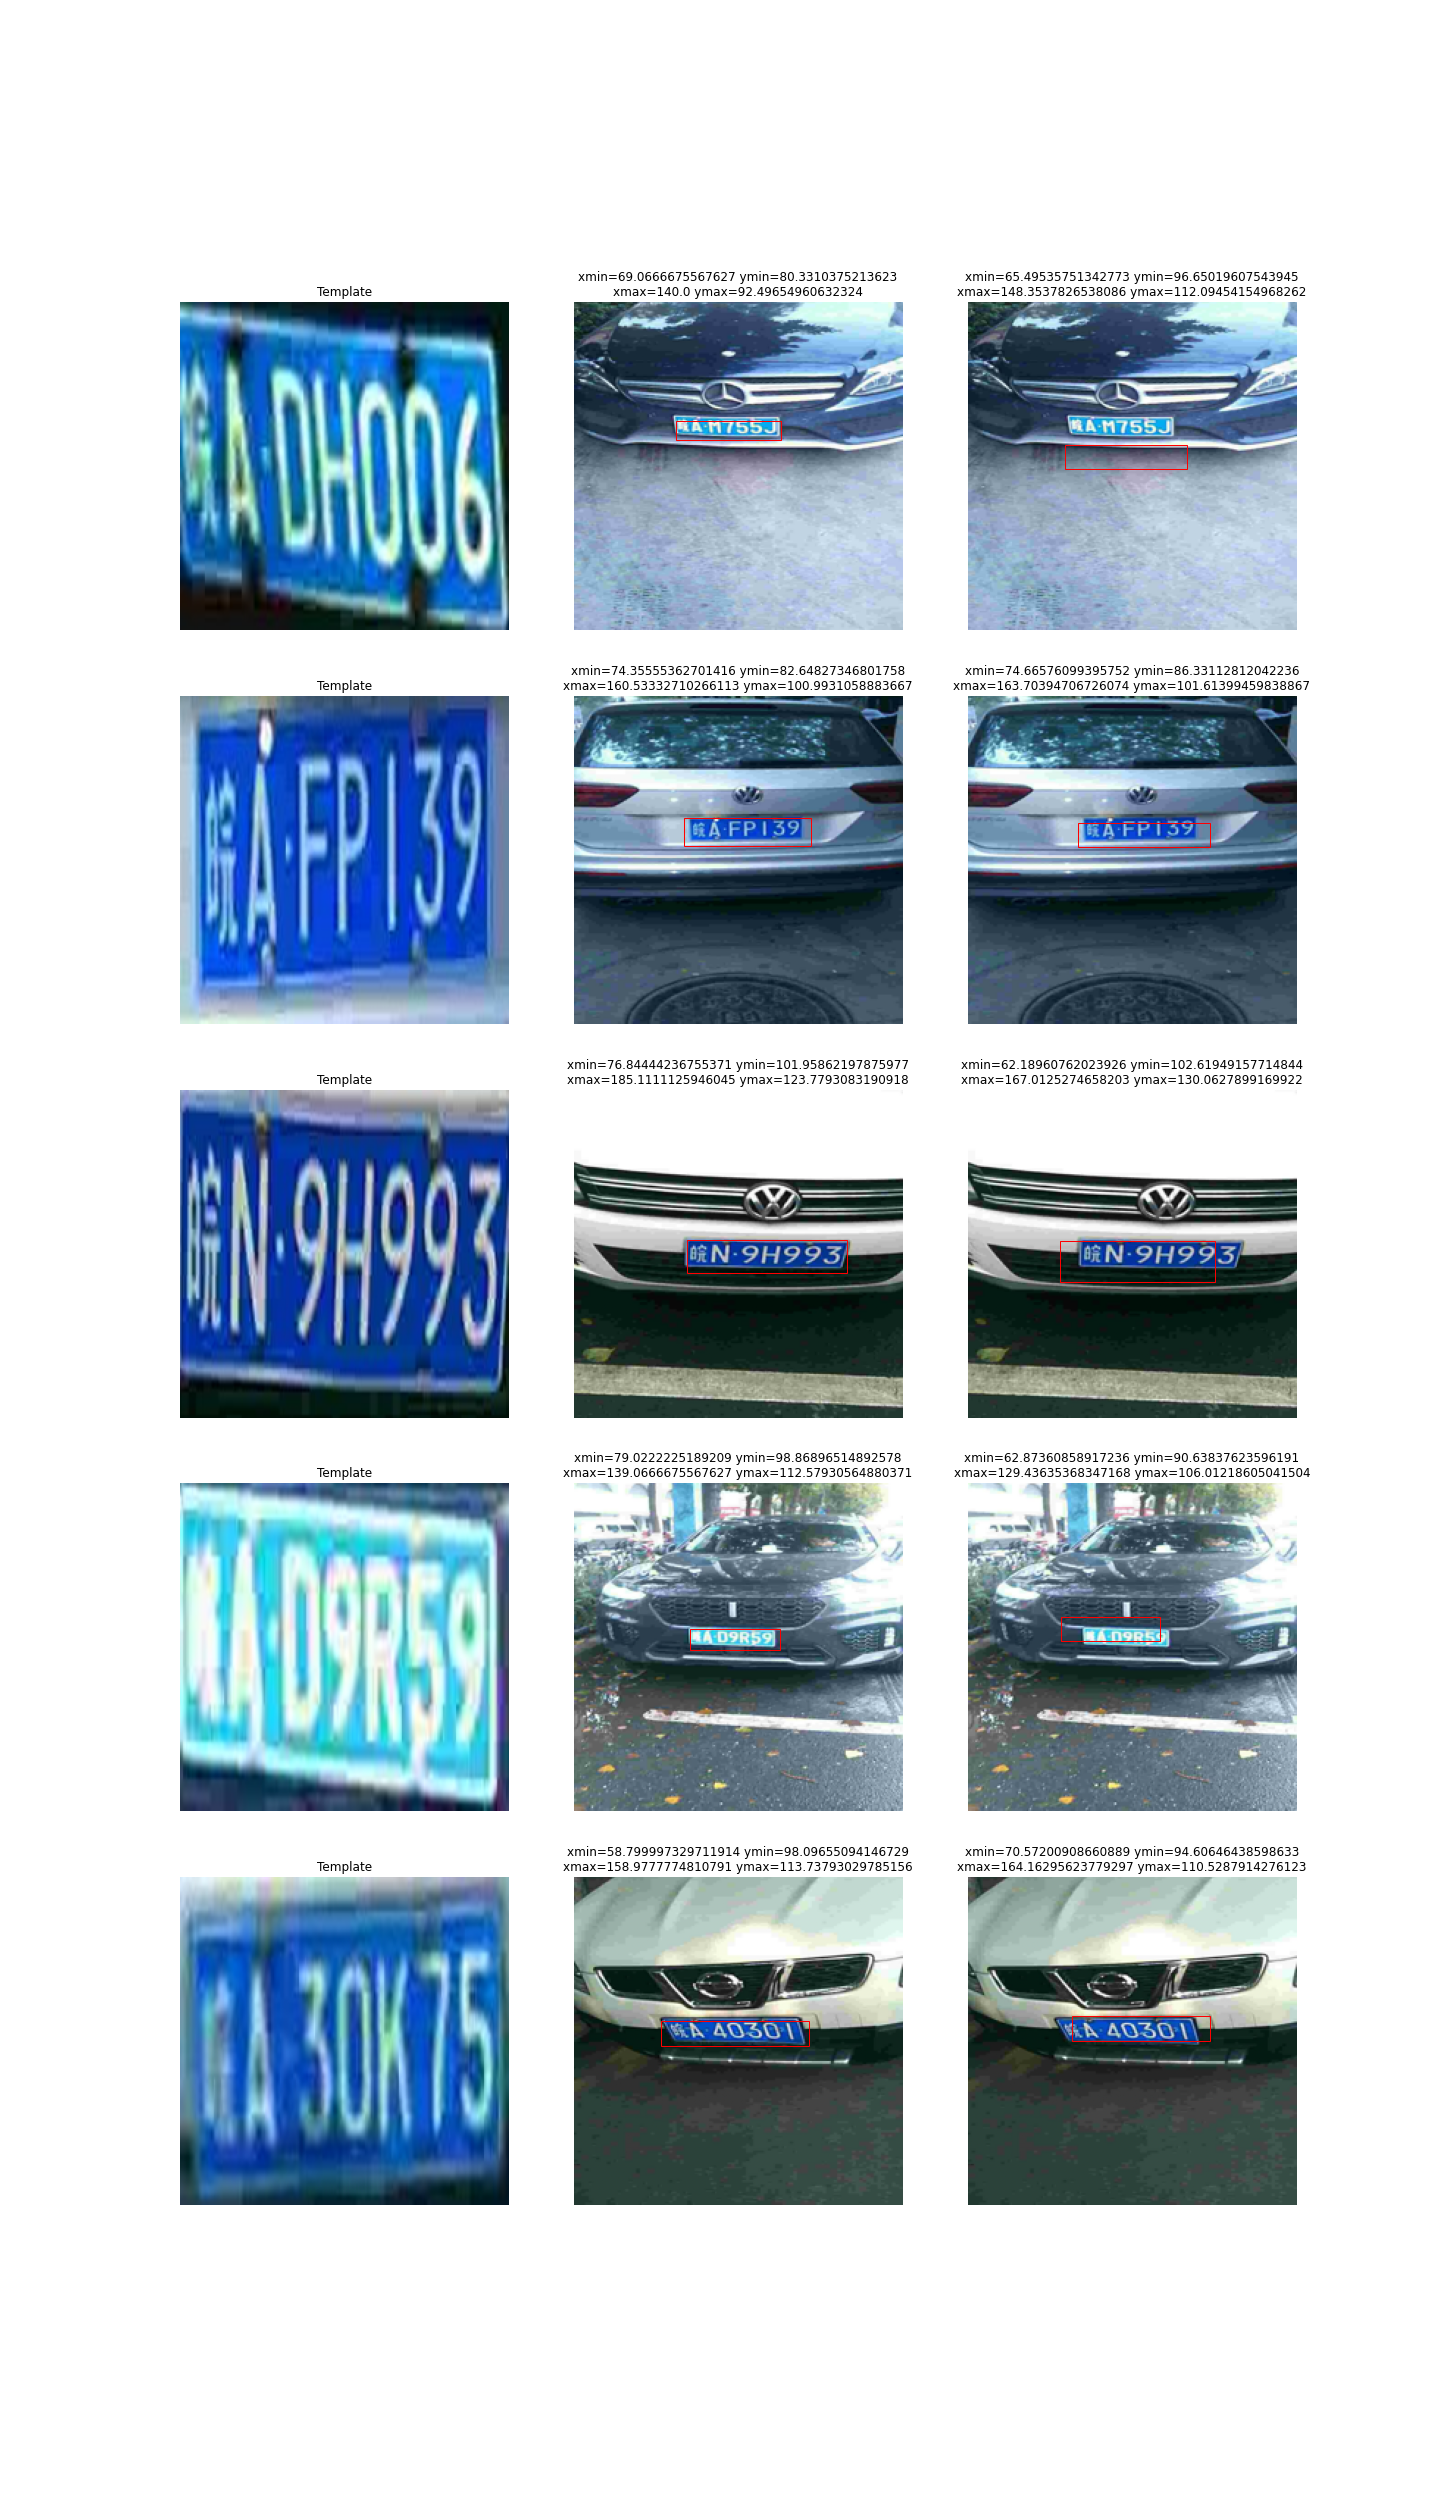 xmin=69.0666675567627 ymin=80.3310375213623
xmax=140.0 ymax=92.49654960632324
xmin=65.49535751342773 ymin=96.65019607543945
xmax=148.3537826538086 ymax=112.09454154968262
Template
皖A·DH006
皖A·M755J
皖A·M755J
xmin=74.35555362701416 ymin=82.64827346801758
xmax=160.53332710266113 ymax=100.9931058883667
xmin=74.66576099395752 ymin=86.33112812042236
xmax=163.70394706726074 ymax=101.61399459838867
Template
皖A·FP139
皖A·FP139
皖A·FP139
xmin=76.84444236755371 ymin=101.95862197875977
xmax=185.1111125946045 ymax=123.7793083190918
xmin=62.18960762023926 ymin=102.61949157714844
xmax=167.0125274658203 ymax=130.0627899169922
Template
皖N·9H993
皖N·9H993
皖N·9H993
xmin=79.0222225189209 ymin=98.86896514892578
xmax=139.0666675567627 ymax=112.57930564880371
xmin=62.87360858917236 ymin=90.63837623596191
xmax=129.43635368347168 ymax=106.01218605041504
Template
A·D9R59
A·D9R59
A·D9R59
xmin=58.799997329711914 ymin=98.09655094146729
xmax=158.9777774810791 ymax=113.73793029785156
xmin=70.57200908660889 ymin=94.60646438598633
xmax=164.16295623779297 ymax=110.5287914276123
Template
A 30K75
皖A·40301
皖A·40301